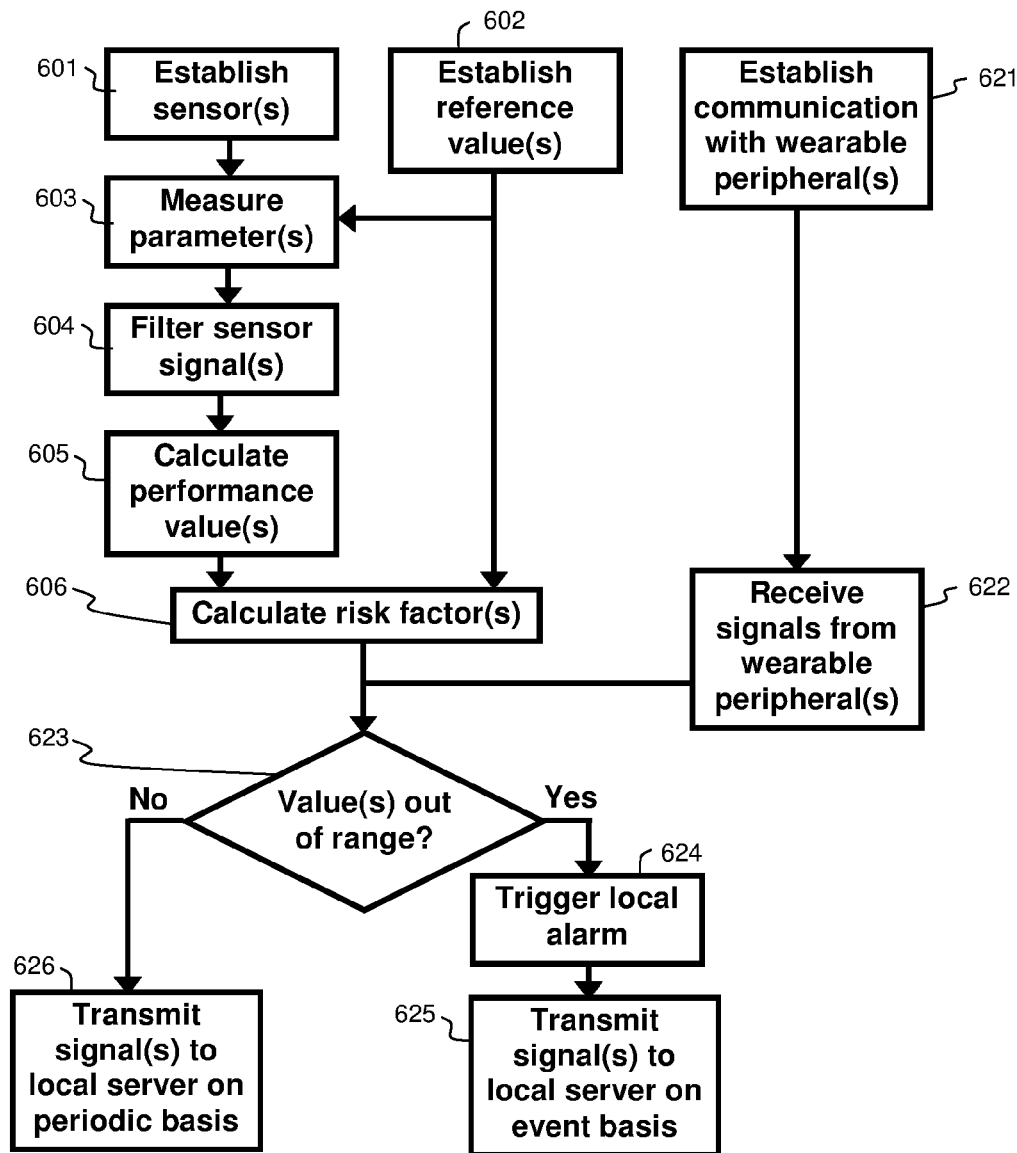 601
Establish
sensor(s)
602
Establish
reference
value(s)
621
Establish
communication
with wearable
peripheral(s)
603
Measure
parameter(s)
604
Filter sensor
signal(s)
605
Calculate
performance
value(s)
606
Calculate risk factor(s)
622
Receive
signals from
wearable
peripheral(s)
623
Value(s) out
of range?
No
Yes
624
Trigger local
alarm
626
Transmit
signal(s) to
local server on
periodic basis
625
Transmit
signal(s) to
local server on
event basis